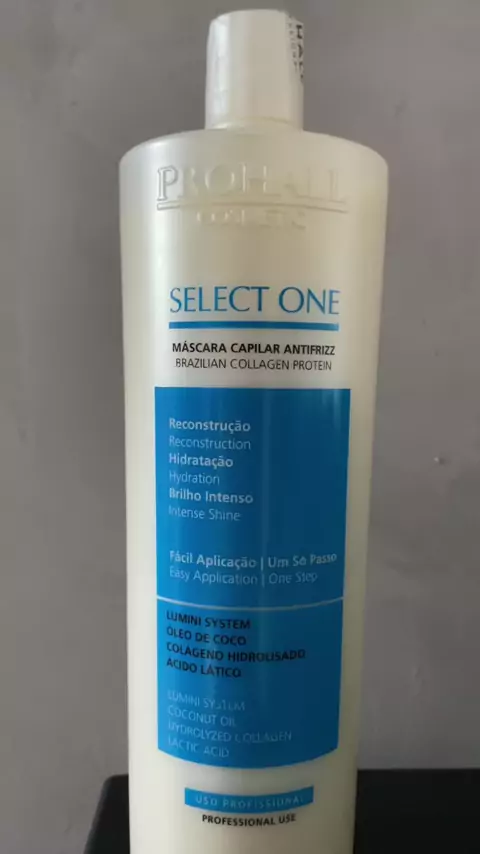 PROHALL
COSMETIC
SELECT ONE
MÁSCARA CAPILAR ANTIFRIZZ
BRAZILIAN COLLAGEN PROTEIN
Reconstrução
Reconstruction
Hidratação
Hydration
Brilho Intenso
Intense Shine
Fácil Aplicação | Um Só Passo
Easy Application | One Step
LUMINI SYSTEM
ÓLEO DE COCO
COLÁGENO HIDROLISADO
ÁCIDO LÁTICO
LUMINI SYSTEM
COCONUT OIL
HYDROLYZED COLLAGEN
LACTIC ACID
USO PROFISSIONAL
PROFESSIONAL USE